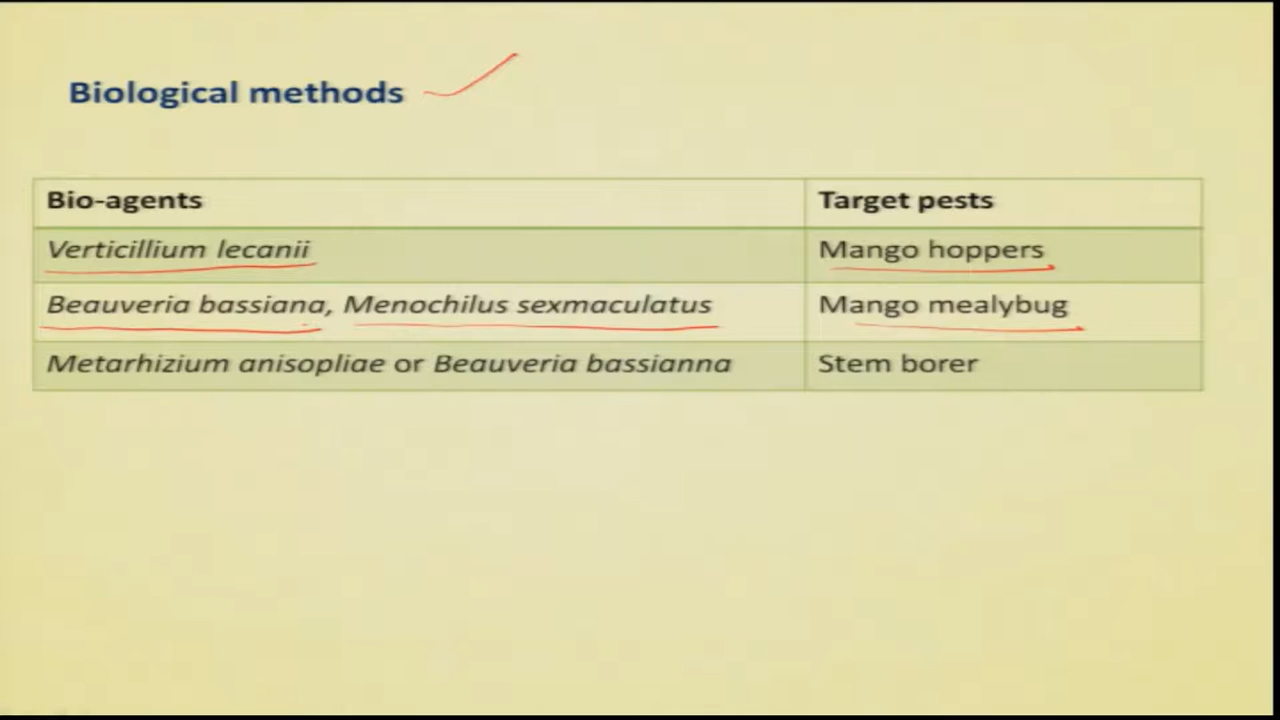 Biological methods
Bio-agents Target pests
Verticillium lecanii Mango hoppers
Beauveria bassiana, Menochilus sexmaculatus Mango mealybug
Metarhizium anisopliae or Beauveria bassianna Stem borer